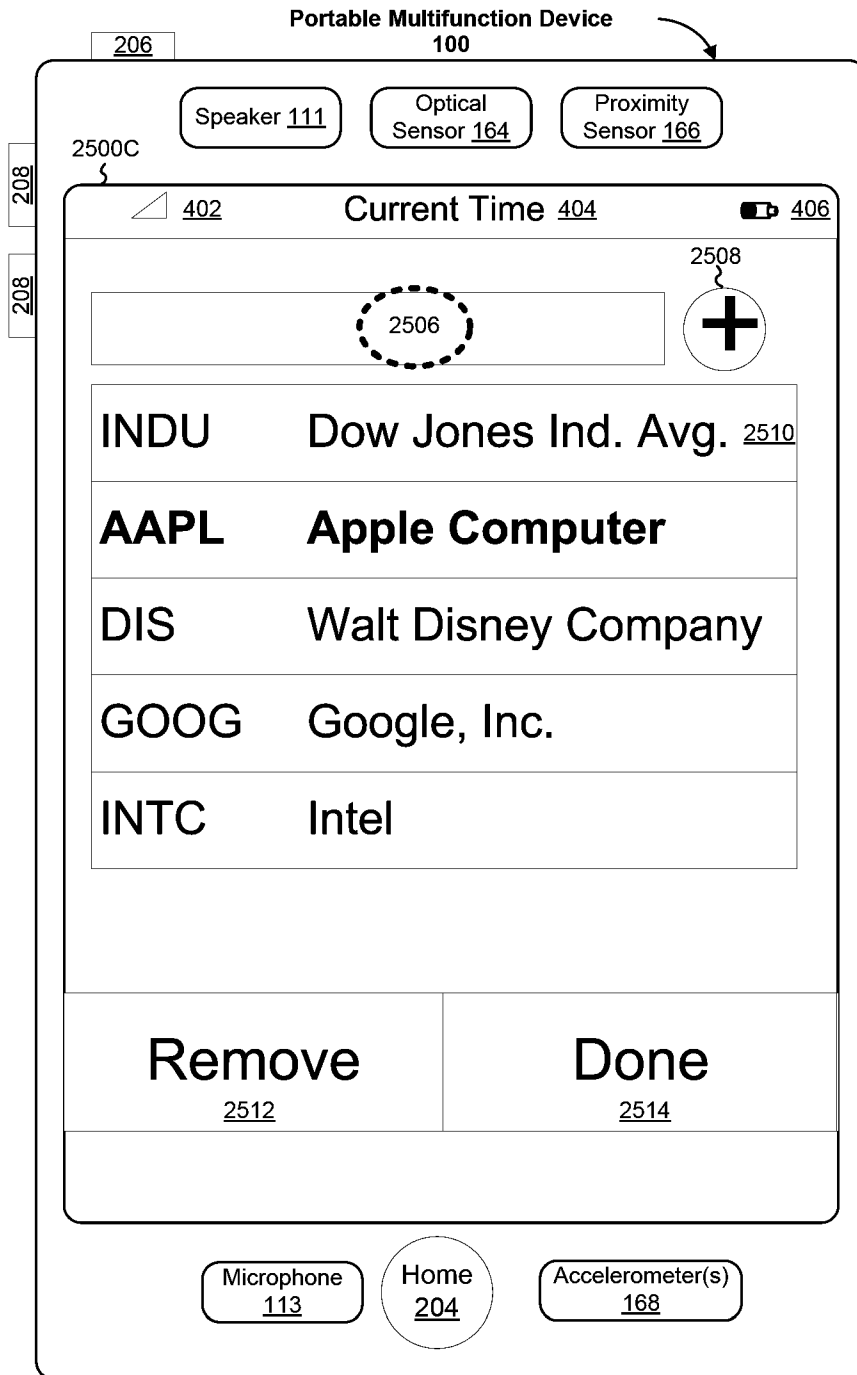 Portable Multifunction Device
100
206
Speaker 111
Optical
Sensor 164
Proximity
Sensor 166
2500C
208
208
402
Current Time 404
406
2508
2506
INDU Dow Jones Ind. Avg. 2510
AAPL Apple Computer
DIS Walt Disney Company
GOOG Google, Inc.
INTC Intel
Remove
2512
Done
2514
Microphone
113
Home
204
Accelerometer(s)
168